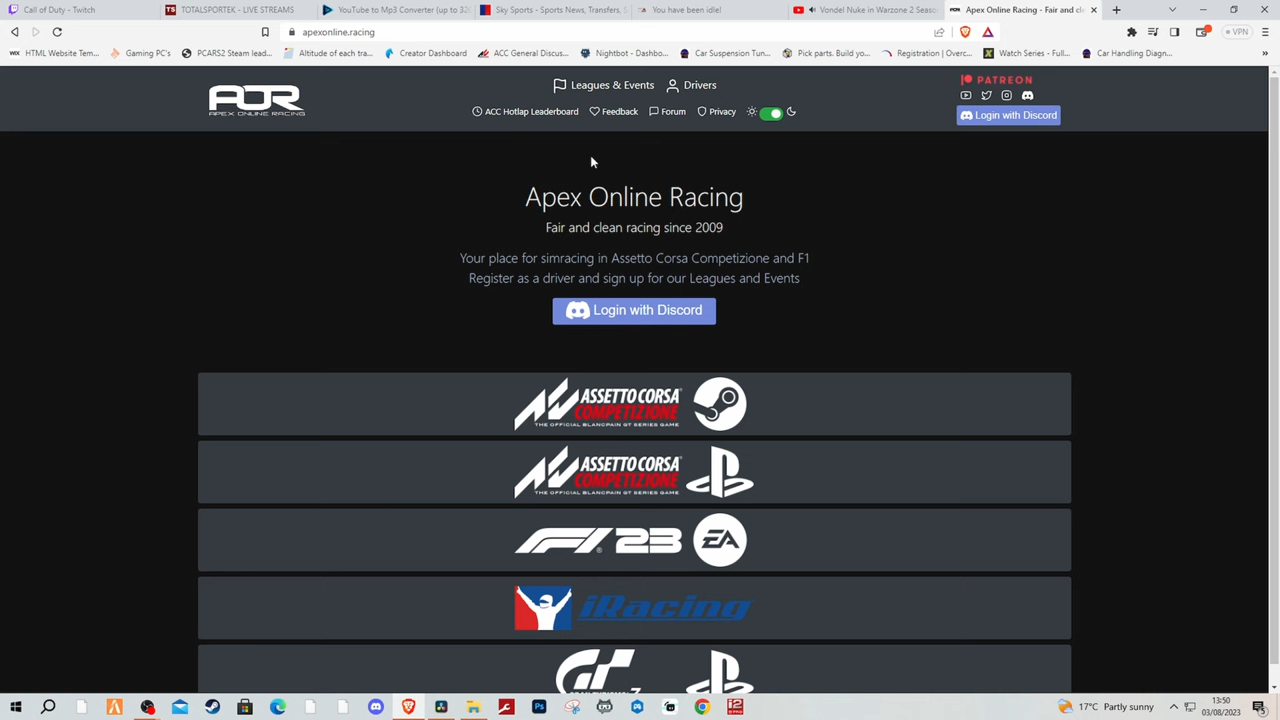 Call of Duty - Twitch
TOTALSPORTEK - LIVE STREAMS
YouTube to Mp3 Converter (up to 320
Sky Sports - Sports News, Transfers, S
You have been idle!
Vondel Nuke in Warzone 2 Seaso
Apex Online Racing - Fair and cle
apexonline.racing
VPN
WIX HTML Website Tem...
Gaming PC's
PCARS2 Steam lead...
Altitude of each tra...
Creator Dashboard
ACC General Discus...
Nightbot - Dashbo...
Car Suspension Tun...
Pick parts. Build yo...
Registration | Overc...
Watch Series - Full...
Car Handling Diagn...
AOR
APEX ONLINE RACING
Leagues & Events
Drivers
ACC Hotlap Leaderboard
Feedback
Forum
Privacy
PATREON
Login with Discord
Apex Online Racing
Fair and clean racing since 2009
Your place for simracing in Assetto Corsa Competizione and F1
Register as a driver and sign up for our Leagues and Events
Login with Discord
ASSETTO CORSA
COMPETIZIONE
THE OFFICIAL BLANCPAIN GT SERIES GAME
ASSETTO CORSA
COMPETIZIONE
THE OFFICIAL BLANCPAIN GT SERIES GAME
F1 23 EA
iRacing
17°C Partly sunny
13:50
03/08/2023